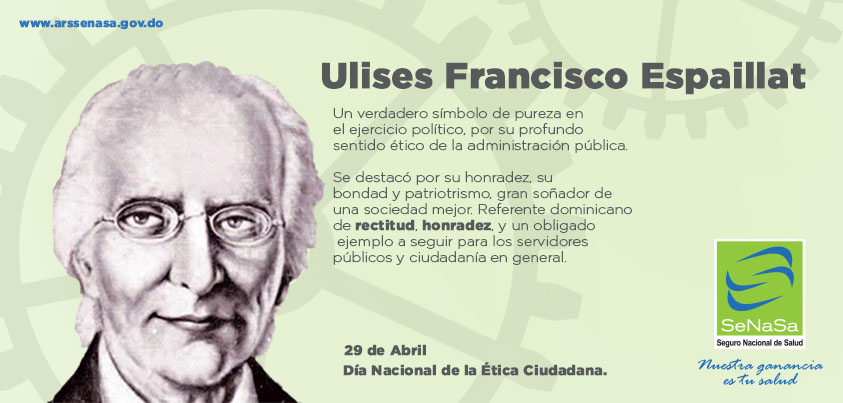 www.arssenasa.gov.do
Ulises Francisco Espaillat
Un verdadero símbolo de pureza en
el ejercicio político, por su profundo
sentido ético de la administración pública.
Se destacó por su honradez, su
bondad y patriotrismo, gran soñador de
una sociedad mejor. Referente dominicano
de rectitud, honradez, y un obligado
ejemplo a seguir para los servidores
públicos y ciudadanía en general.
29 de Abril
Día Nacional de la Ética Ciudadana.
SeNaSa
Seguro Nacional de Salud
Nuestra ganancia
es tu salud